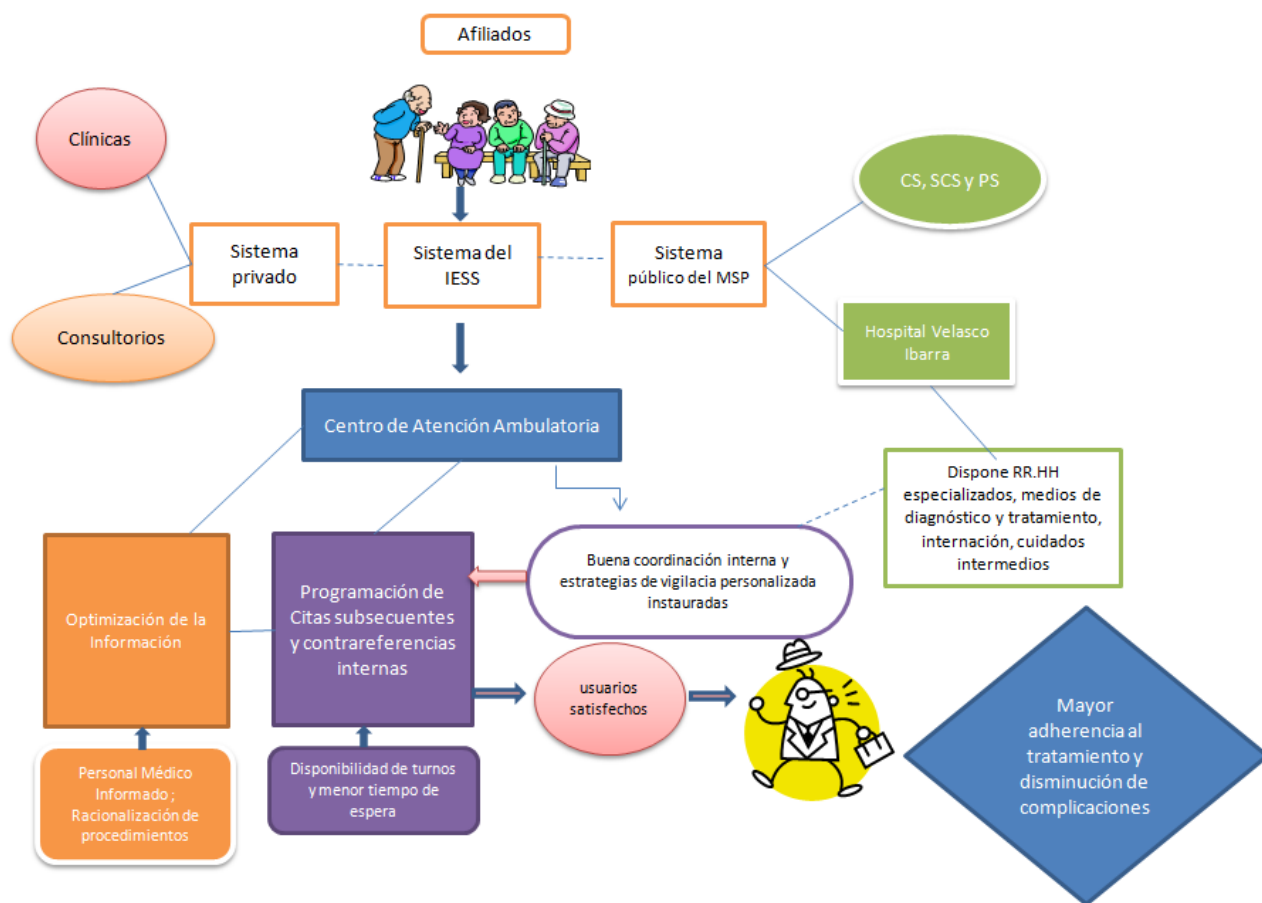 Afiliados
Clínicas
CS, SCS y PS
Sistema
privado
Sistema del
IESS
Sistema
público del MSP
Consultorios
Hospital Velasco
Ibarra
Centro de Atención Ambulatoria
Dispone RR.HH
especializados, medios de
diagnóstico y tratamiento,
internación, cuidados
intermedios
Buena coordinación interna y
estrategias de vigilacia personalizada
instauradas
Optimización de la
Información
Programación de
Citas subsecuentes
y contrareferencias
internas
usuarios
satisfechos
Mayor
adherencia al
tratamiento y
disminución de
complicaciones
Personal Médico
Informado ;
Racionalización de
procedimientos
Disponibilidad de turnos
y menor tiempo de
espera